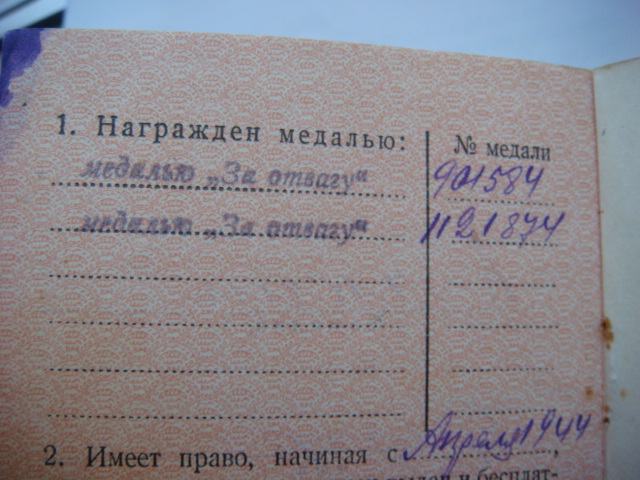 1. Награжден медалью:
№ медали
медалью „За отвагу“
901584
медалью „За отвагу“
1121874
2. Имеет право, начиная с Апреля 1944,
и бесплат-